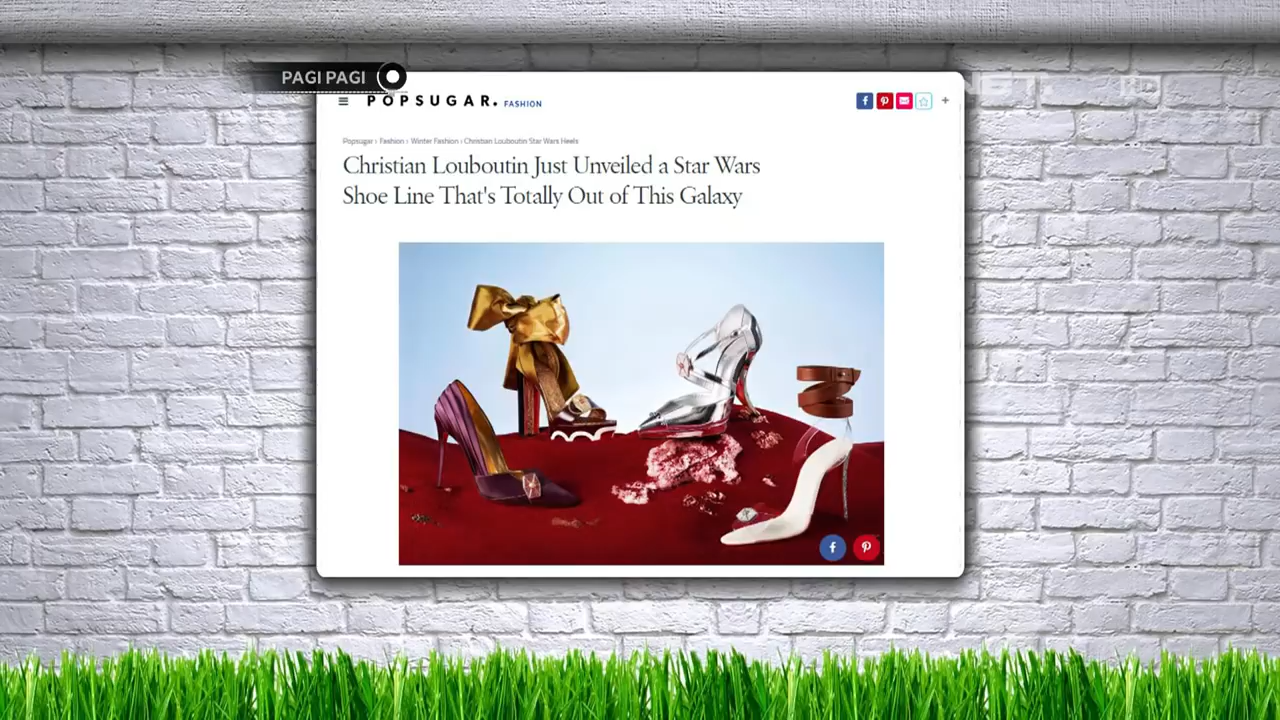 PAGI PAGI
POPSUGAR. FASHION
Popsugar › Fashion › Winter Fashion › Christian Louboutin Star Wars Heels
Christian Louboutin Just Unveiled a Star Wars
Shoe Line That's Totally Out of This Galaxy